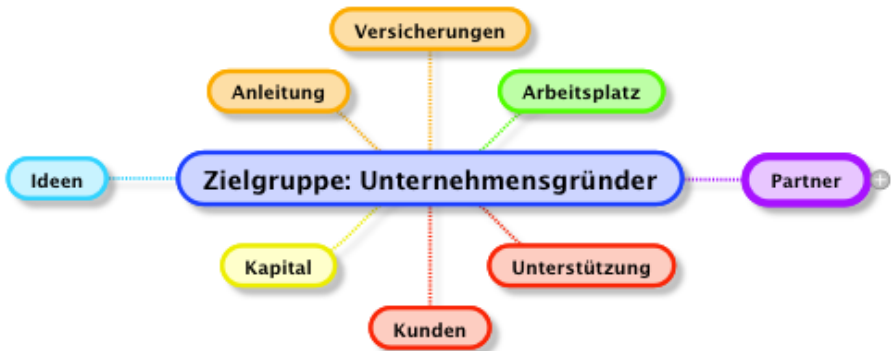 Versicherungen
Anleitung
Arbeitsplatz
Ideen
Zielgruppe: Unternehmensgründer
Partner
Kapital
Unterstützung
Kunden